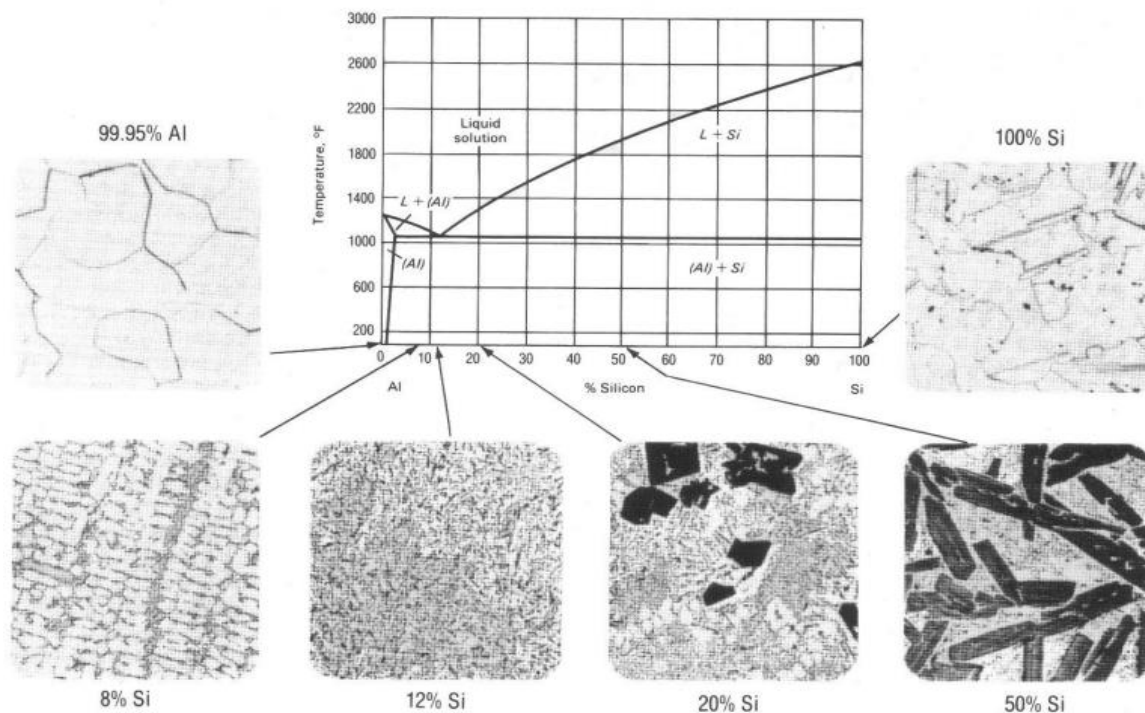 3000
2600
2200
1800
1400
1000
600
200
Temperature, °F
Liquid
solution
L + Si
L + (Al)
(Al)
(Al) + Si
0 10 20 30 40 50 60 70 80 90 100
Al % Silicon Si
99.95% Al
100% Si
8% Si
12% Si
20% Si
50% Si